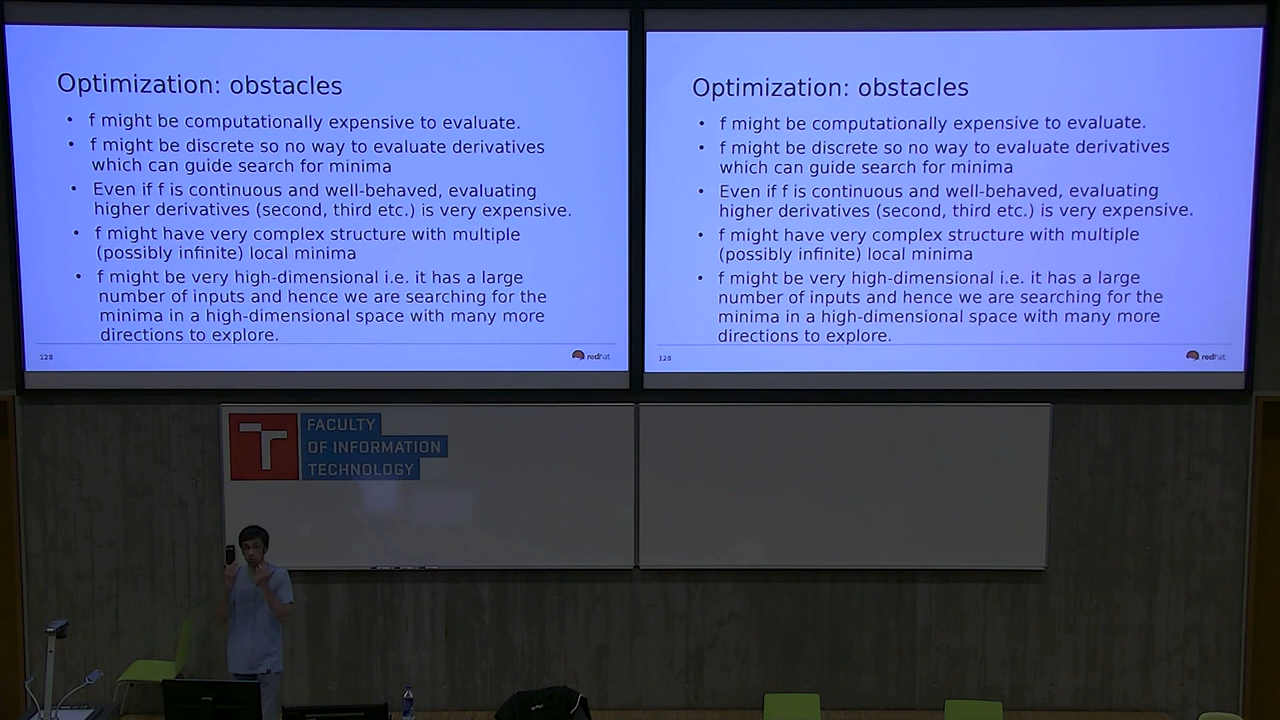 Optimization: obstacles
• f might be computationally expensive to evaluate.
• f might be discrete so no way to evaluate derivatives
which can guide search for minima
• Even if f is continuous and well-behaved, evaluating
higher derivatives (second, third etc.) is very expensive.
• f might have very complex structure with multiple
(possibly infinite) local minima
• f might be very high-dimensional i.e. it has a large
number of inputs and hence we are searching for the
minima in a high-dimensional space with many more
directions to explore.
128
redhat.
Optimization: obstacles
• f might be computationally expensive to evaluate.
• f might be discrete so no way to evaluate derivatives
which can guide search for minima
• Even if f is continuous and well-behaved, evaluating
higher derivatives (second, third etc.) is very expensive.
• f might have very complex structure with multiple
(possibly infinite) local minima
• f might be very high-dimensional i.e. it has a large
number of inputs and hence we are searching for the
minima in a high-dimensional space with many more
directions to explore.
128
redhat.
T
FACULTY
OF INFORMATION
TECHNOLOGY